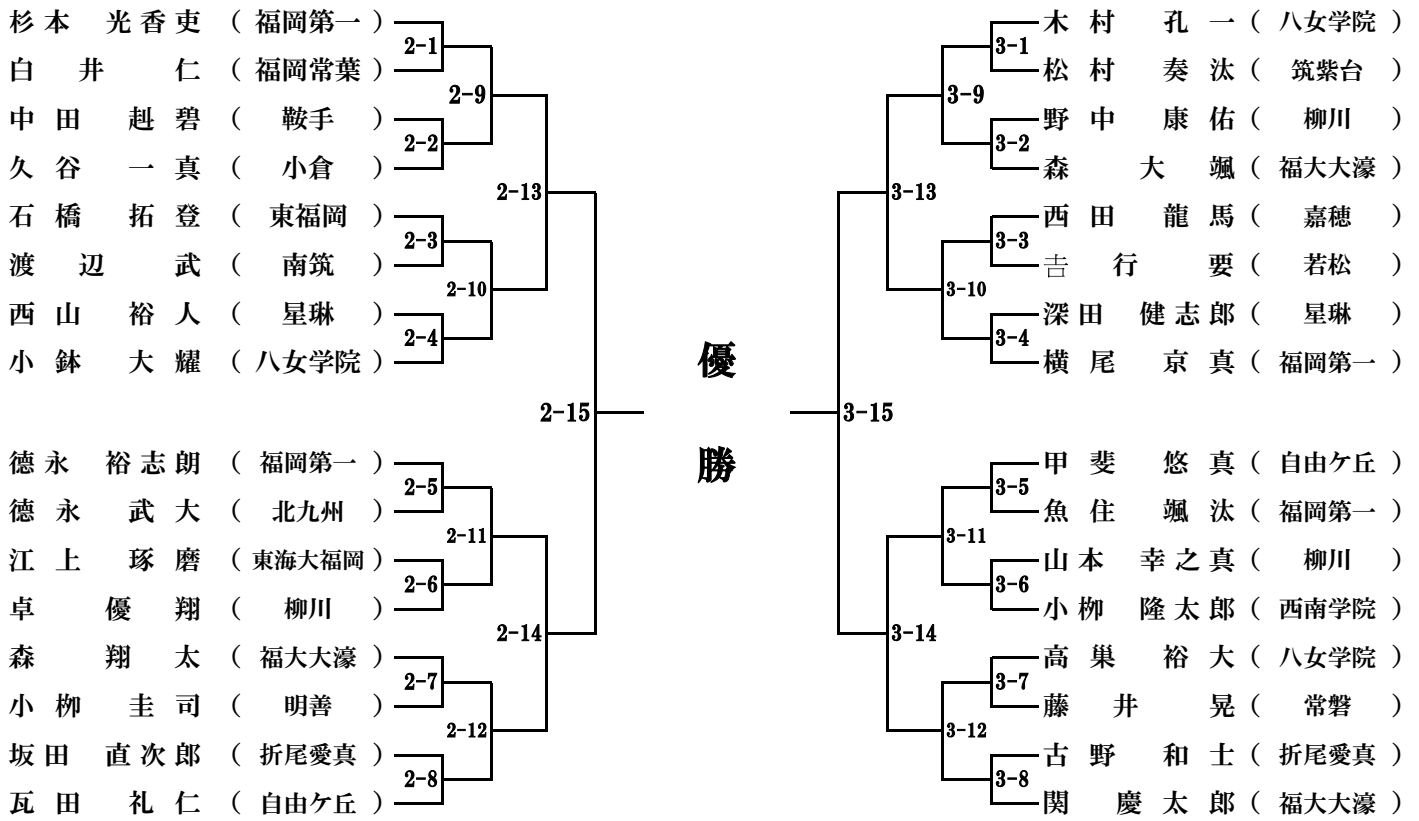 杉本 光香吏 (福岡第一)
2-1
白井 仁 (福岡常葉)
2-9
中田 赳碧 (鞍手)
2-2
久谷 一真 (小倉)
2-13
石橋 拓登 (東福岡)
2-3
渡辺 武 (南筑)
2-10
西山 裕人 (星琳)
2-4
小鉢 大耀 (八女学院)
2-15
德永 裕志朗 (福岡第一)
2-5
德永 武大 (北九州)
2-11
江上 琢磨 (東海大福岡)
2-6
卓 優翔 (柳川)
2-14
森 翔太 (福大大濠)
2-7
小栁 圭司 (明善)
2-12
坂田 直次郎 (折尾愛真)
2-8
瓦田 礼仁 (自由ケ丘)
優勝
木村 孔一 (八女学院)
3-1
松村 奏汰 (筑紫台)
3-9
野中 康佑 (柳川)
3-2
森 大颯 (福大大濠)
3-13
西田 龍馬 (嘉穂)
3-3
𠮷行 要 (若松)
3-10
深田 健志郎 (星琳)
3-4
横尾 京真 (福岡第一)
3-15
甲斐 悠真 (自由ケ丘)
3-5
魚住 颯汰 (福岡第一)
3-11
山本 幸之真 (柳川)
3-6
小栁 隆太郎 (西南学院)
3-14
高巣 裕大 (八女学院)
3-7
藤井 晃 (常磐)
3-12
古野 和士 (折尾愛真)
3-8
関 慶太郎 (福大大濠)